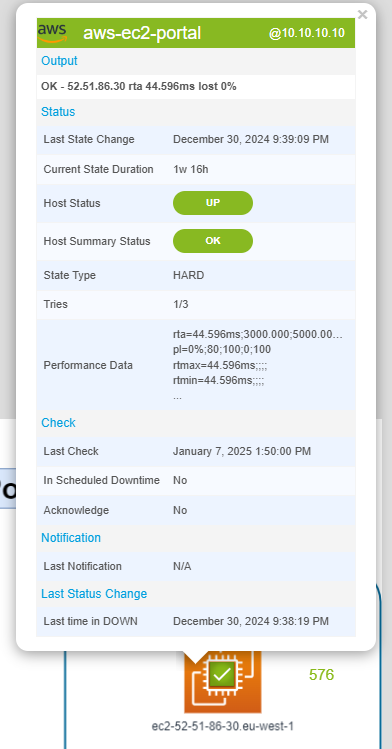 ×
aws
aws-ec2-portal @10.10.10.10
Output
OK - 52.51.86.30 rta 44.596ms lost 0%
Status
Last State Change December 30, 2024 9:39:09 PM
Current State Duration 1w 16h
Host Status UP
Host Summary Status OK
State Type HARD
Tries 1/3
Performance Data rta=44.596ms;3000.000;5000.00...
pl=0%;80;100;0;100
rtmax=44.596ms;;;;
rtmin=44.596ms;;;;
...
Check
Last Check January 7, 2025 1:50:00 PM
In Scheduled Downtime No
Acknowledge No
Notification
Last Notification N/A
Last Status Change
Last time in DOWN December 30, 2024 9:38:19 PM
576
ec2-52-51-86-30.eu-west-1